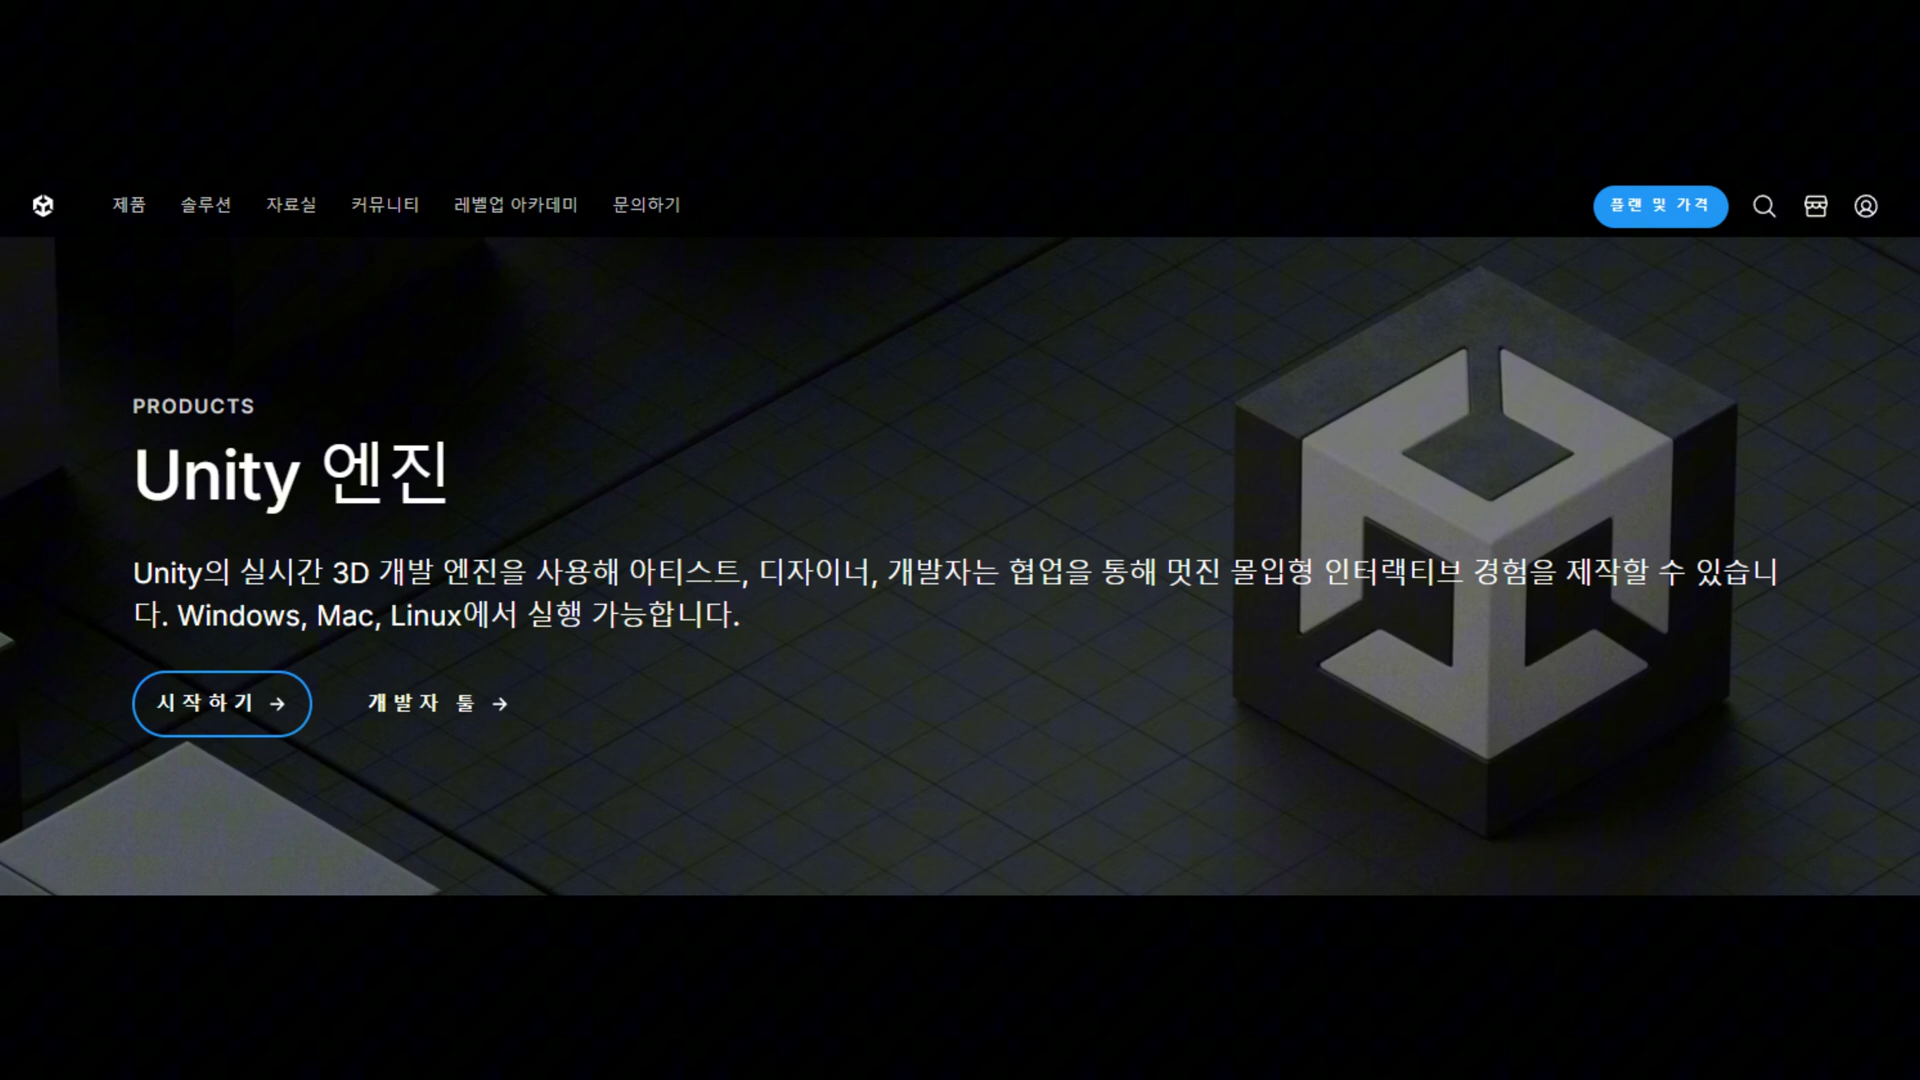 제품 솔루션 자료실 커뮤니티 레벨업 아카데미 문의하기 플랜 및 가격
PRODUCTS
Unity 엔진
Unity의 실시간 3D 개발 엔진을 사용해 아티스트, 디자이너, 개발자는 협업을 통해 멋진 몰입형 인터랙티브 경험을 제작할 수 있습니
다. Windows, Mac, Linux에서 실행 가능합니다.
시작하기 → 개발자 툴 →